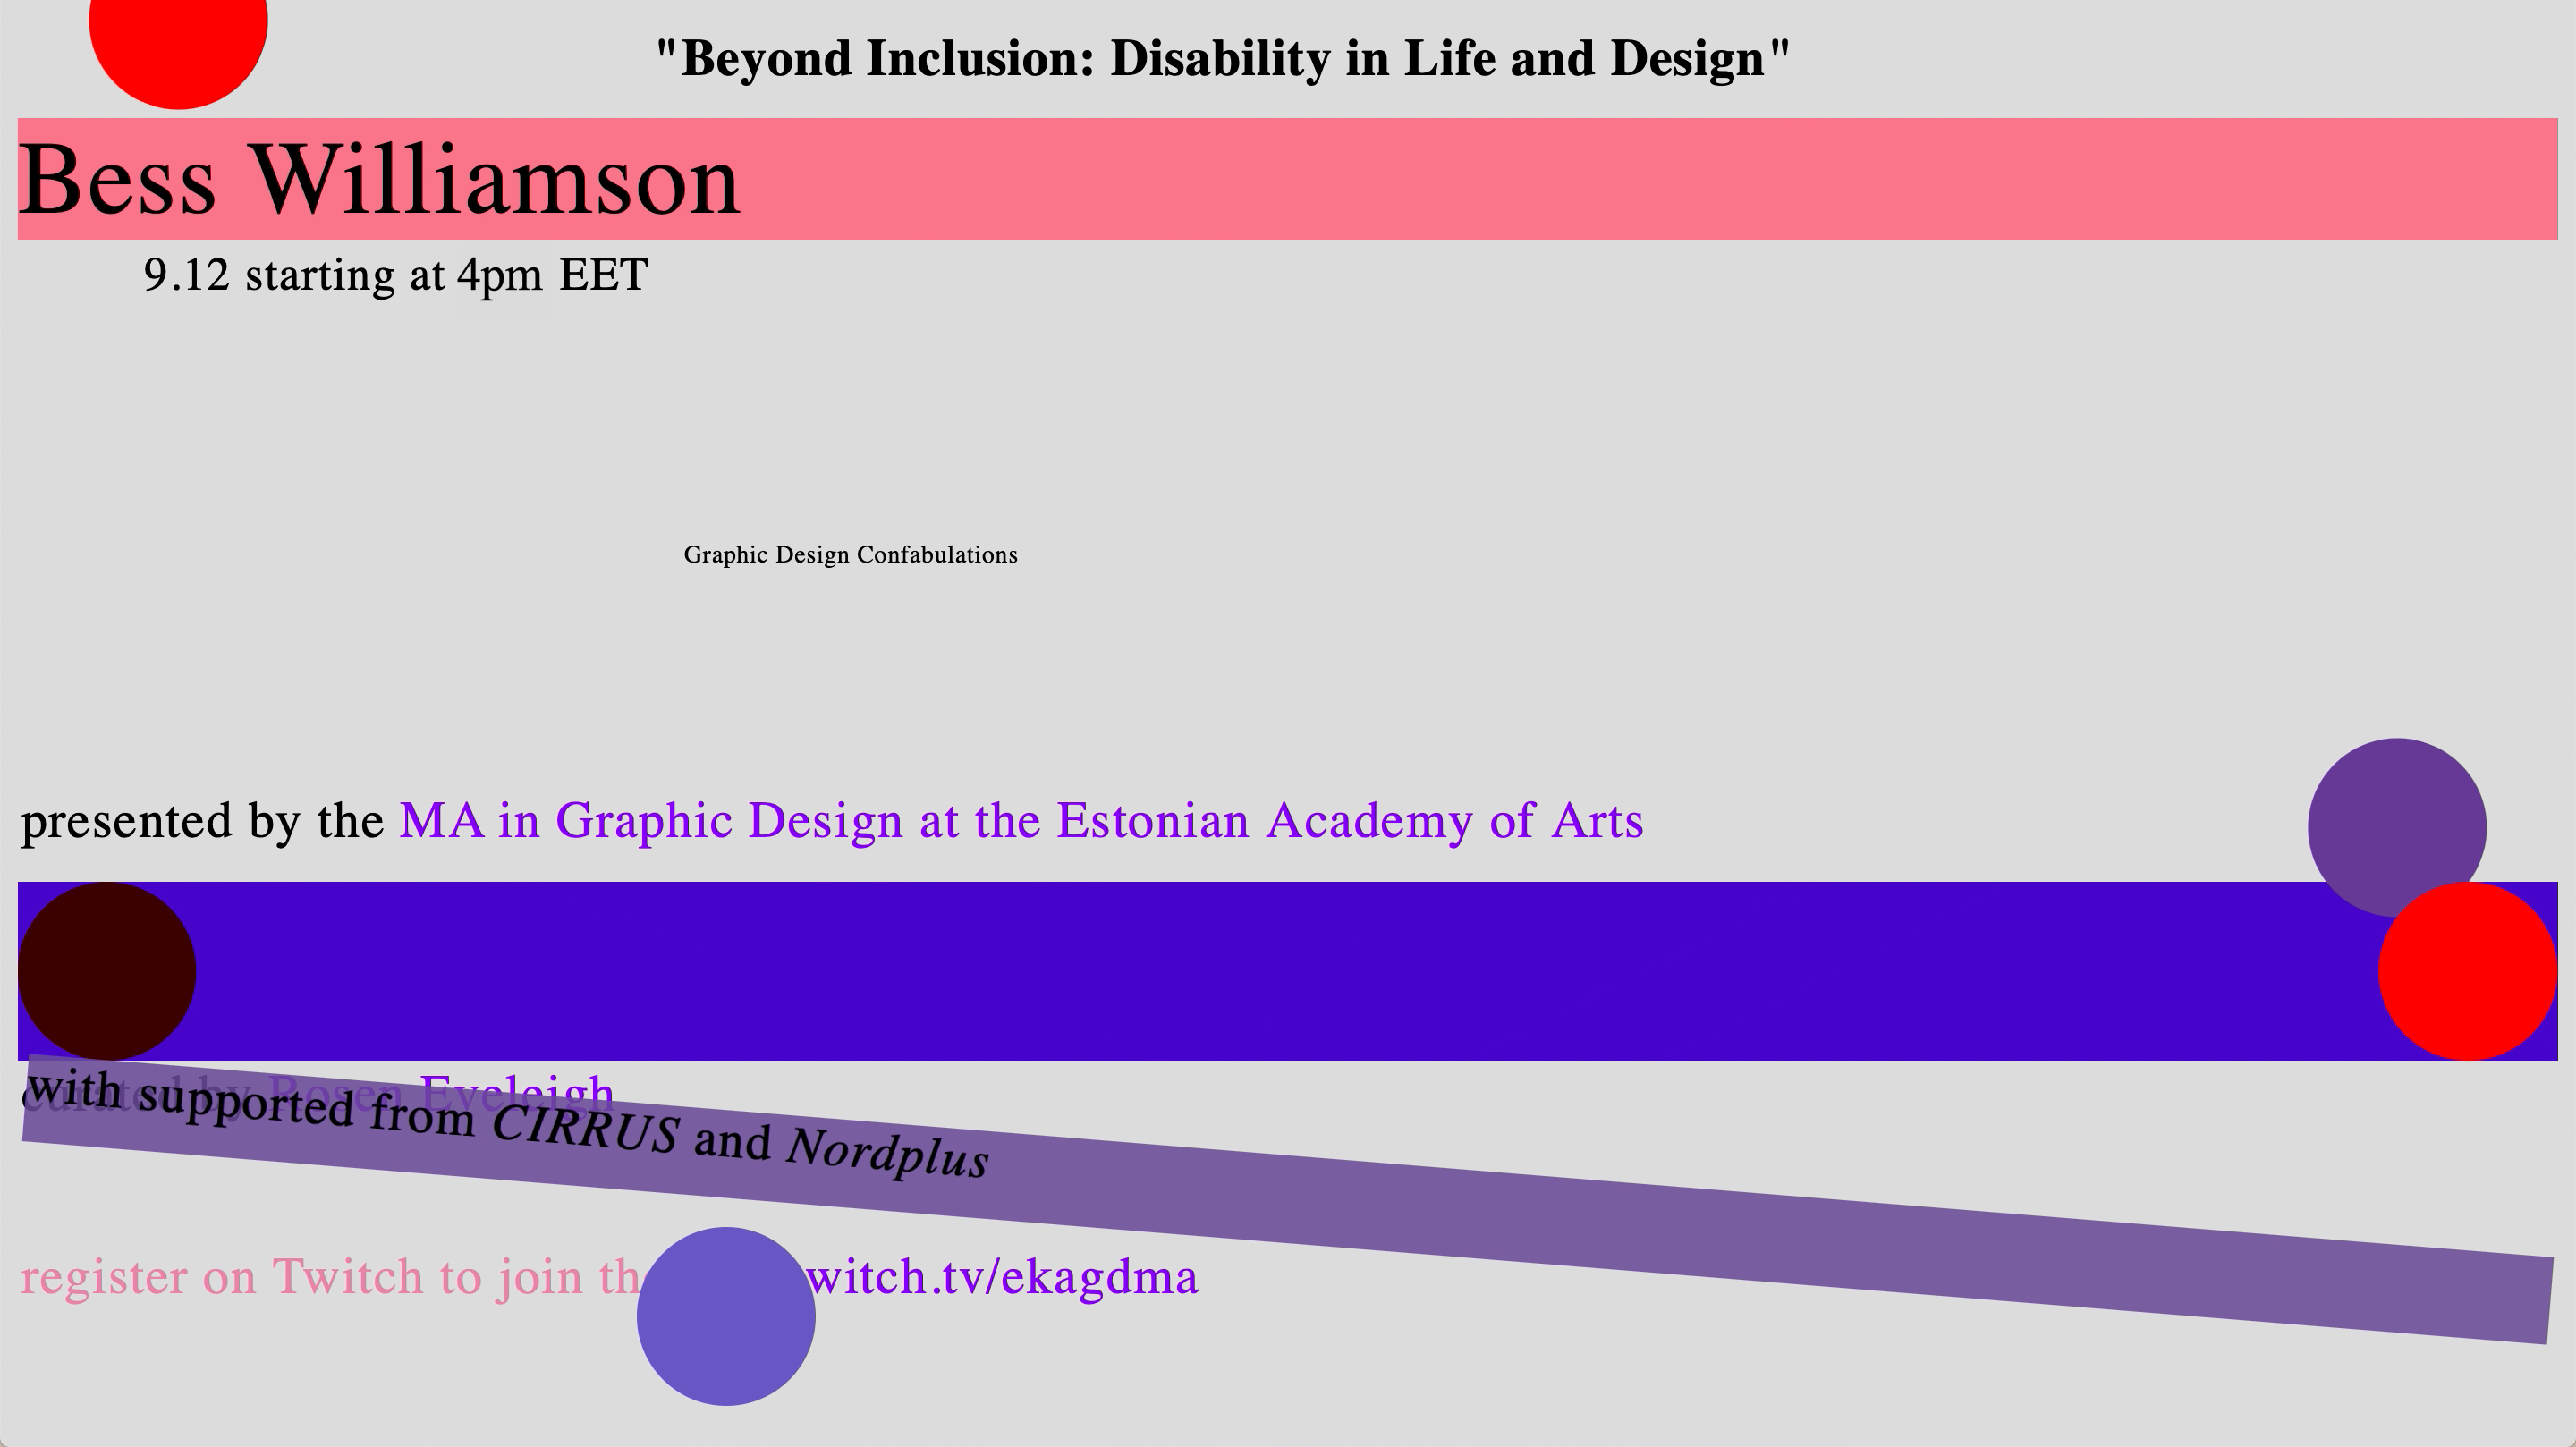 "Beyond Inclusion: Disability in Life and Design"
Bess Williamson
9.12 starting at 4pm EET
Graphic Design Confabulations
presented by the MA in Graphic Design at the Estonian Academy of Arts
curated by Rosen Eveleigh
with supported from CIRRUS and Nordplus
register on Twitch to join th witch.tv/ekagdma